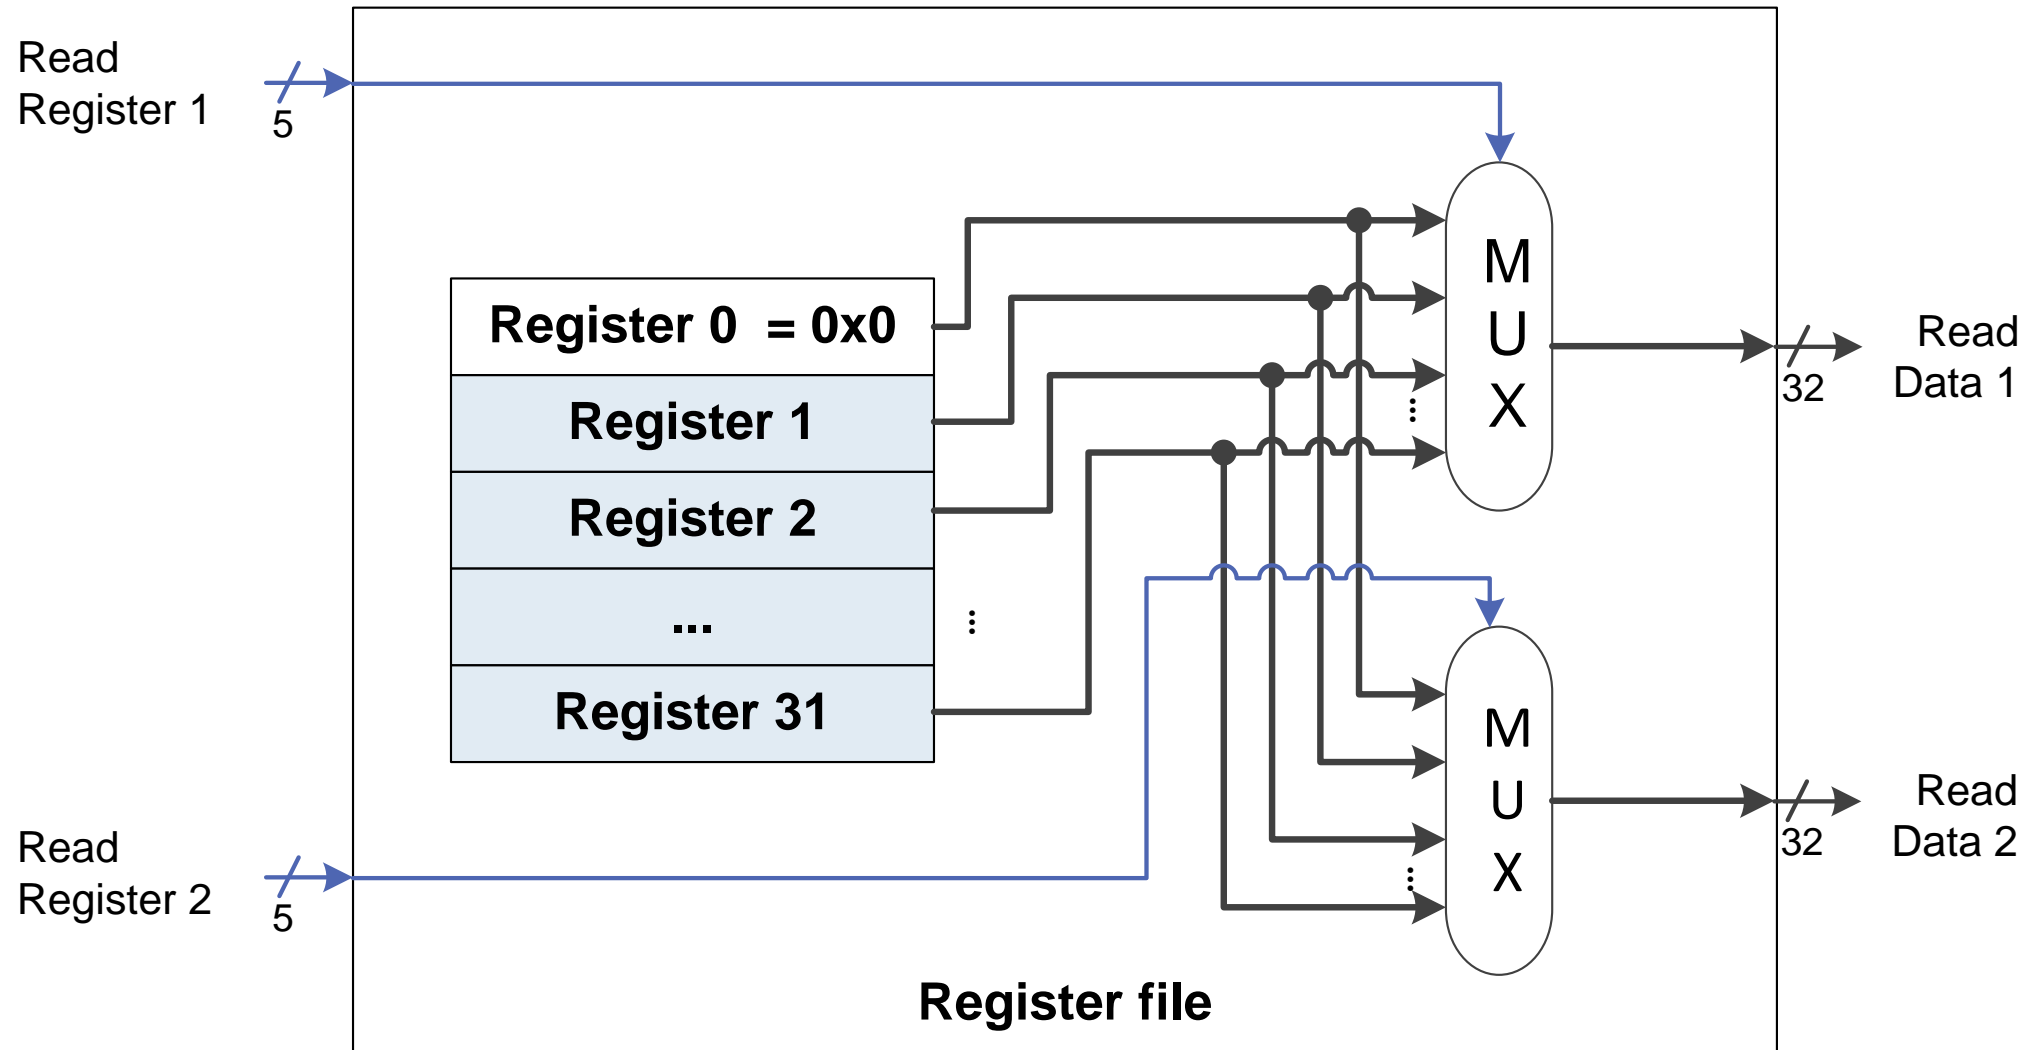 Read
Register 1
5
Register 0 = 0x0
Register 1
Register 2
...
Register 31
...
M
U
X
...
32
Read
Data 1
Read
Register 2
5
M
U
X
...
32
Read
Data 2
Register file